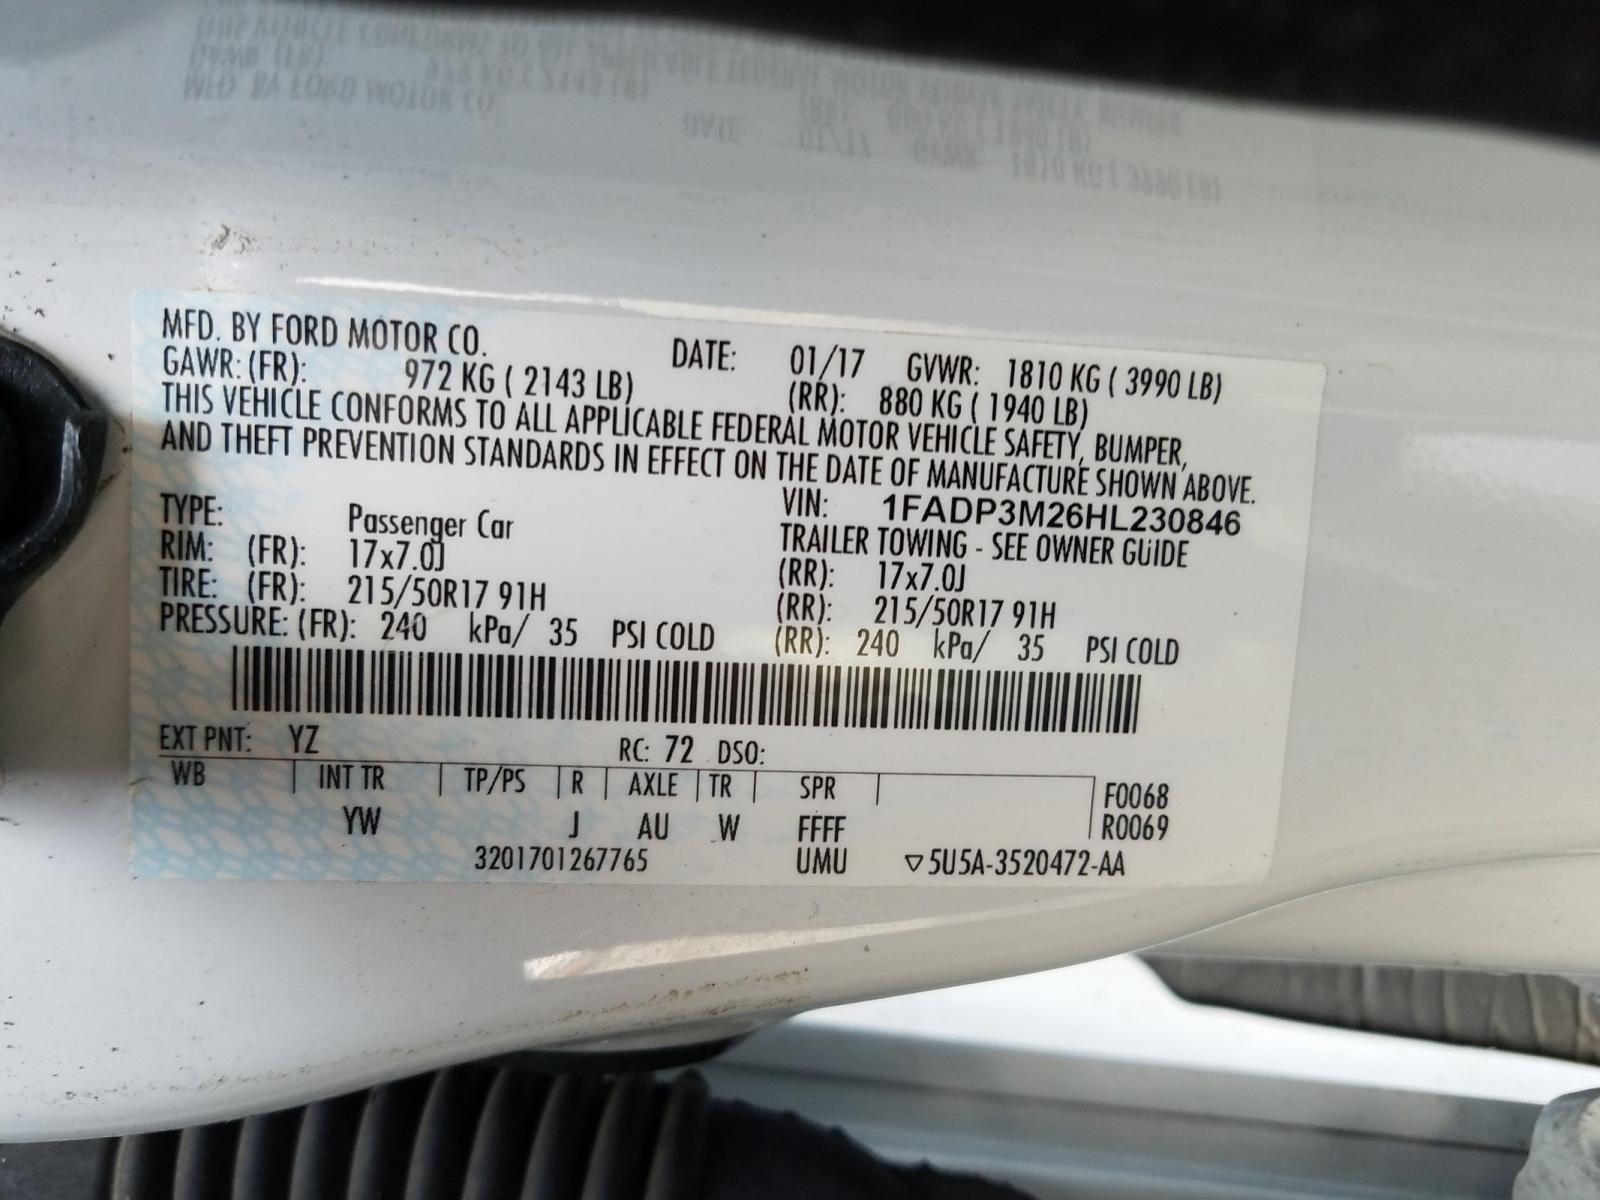 MFD. BY FORD MOTOR CO. DATE: 01/17 GVWR: 1810 KG ( 3990 LB)
GAWR: (FR): 972 KG ( 2143 LB) (RR): 880 KG ( 1940 LB)
THIS VEHICLE CONFORMS TO ALL APPLICABLE FEDERAL MOTOR VEHICLE SAFETY, BUMPER,
AND THEFT PREVENTION STANDARDS IN EFFECT ON THE DATE OF MANUFACTURE SHOWN ABOVE.
VIN: 1FADP3M26HL230846
TYPE: Passenger Car TRAILER TOWING - SEE OWNER GUIDE
RIM: (FR): 17x7.0J (RR): 17x7.0J
TIRE: (FR): 215/50R17 91H (RR): 215/50R17 91H
PRESSURE: (FR): 240 kPa/ 35 PSI COLD (RR): 240 kPa/ 35 PSI COLD
EXT PNT: YZ RC: 72 DSO:
WB INT TR TP/PS R AXLE TR SPR F0068
YW J AU W FFFF R0069
3201701267765 UMU ▽5U5A-3520472-AA